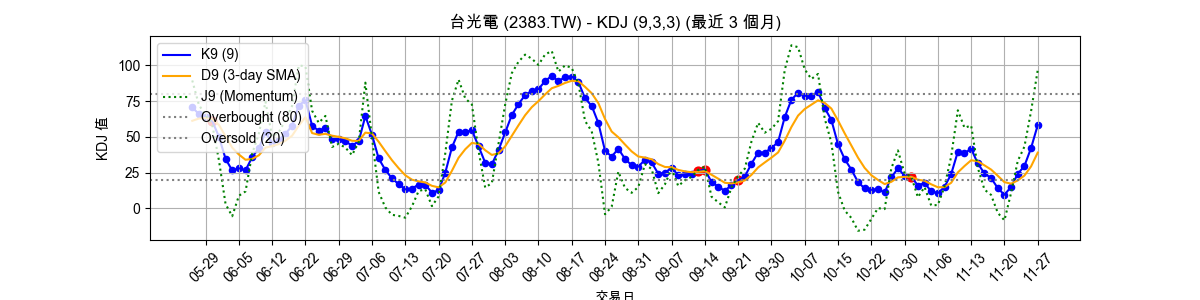 台光電 (2383.TW) - KDJ (9,3,3) (最近 3 個月)
K9 (9)
D9 (3-day SMA)
J9 (Momentum)
Overbought (80)
Oversold (20)
KDJ 值
100
75
50
25
0
05-29 06-05 06-12 06-22 06-29 07-06 07-13 07-20 07-27 08-03 08-10 08-17 08-24 08-31 09-07 09-14 09-21 09-30 10-07 10-15 10-22 10-30 11-06 11-13 11-20 11-27
交易日